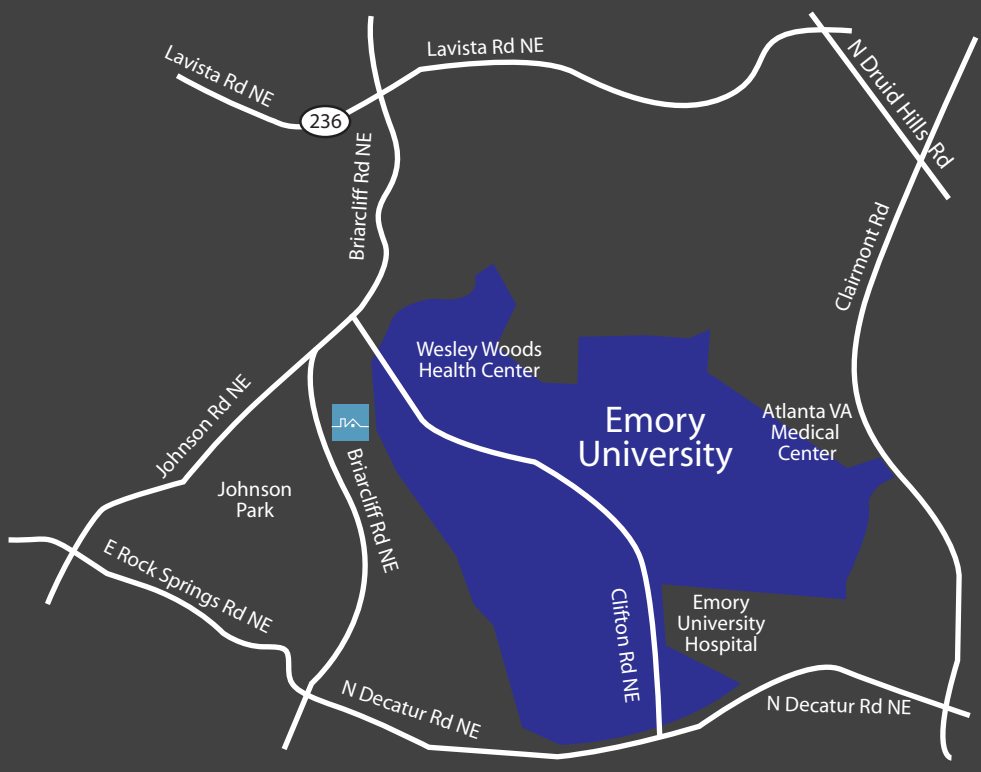 Lavista Rd NE
Lavista Rd NE
N Druid Hills Rd
236
Briarcliff Rd NE
Clairmont Rd
Wesley Woods
Health Center
Johnson Rd NE
Emory
University
Atlanta VA
Medical
Center
Johnson
Park
Briarcliff Rd NE
E Rock Springs Rd NE
Clifton Rd NE
Emory
University
Hospital
N Decatur Rd NE
N Decatur Rd NE